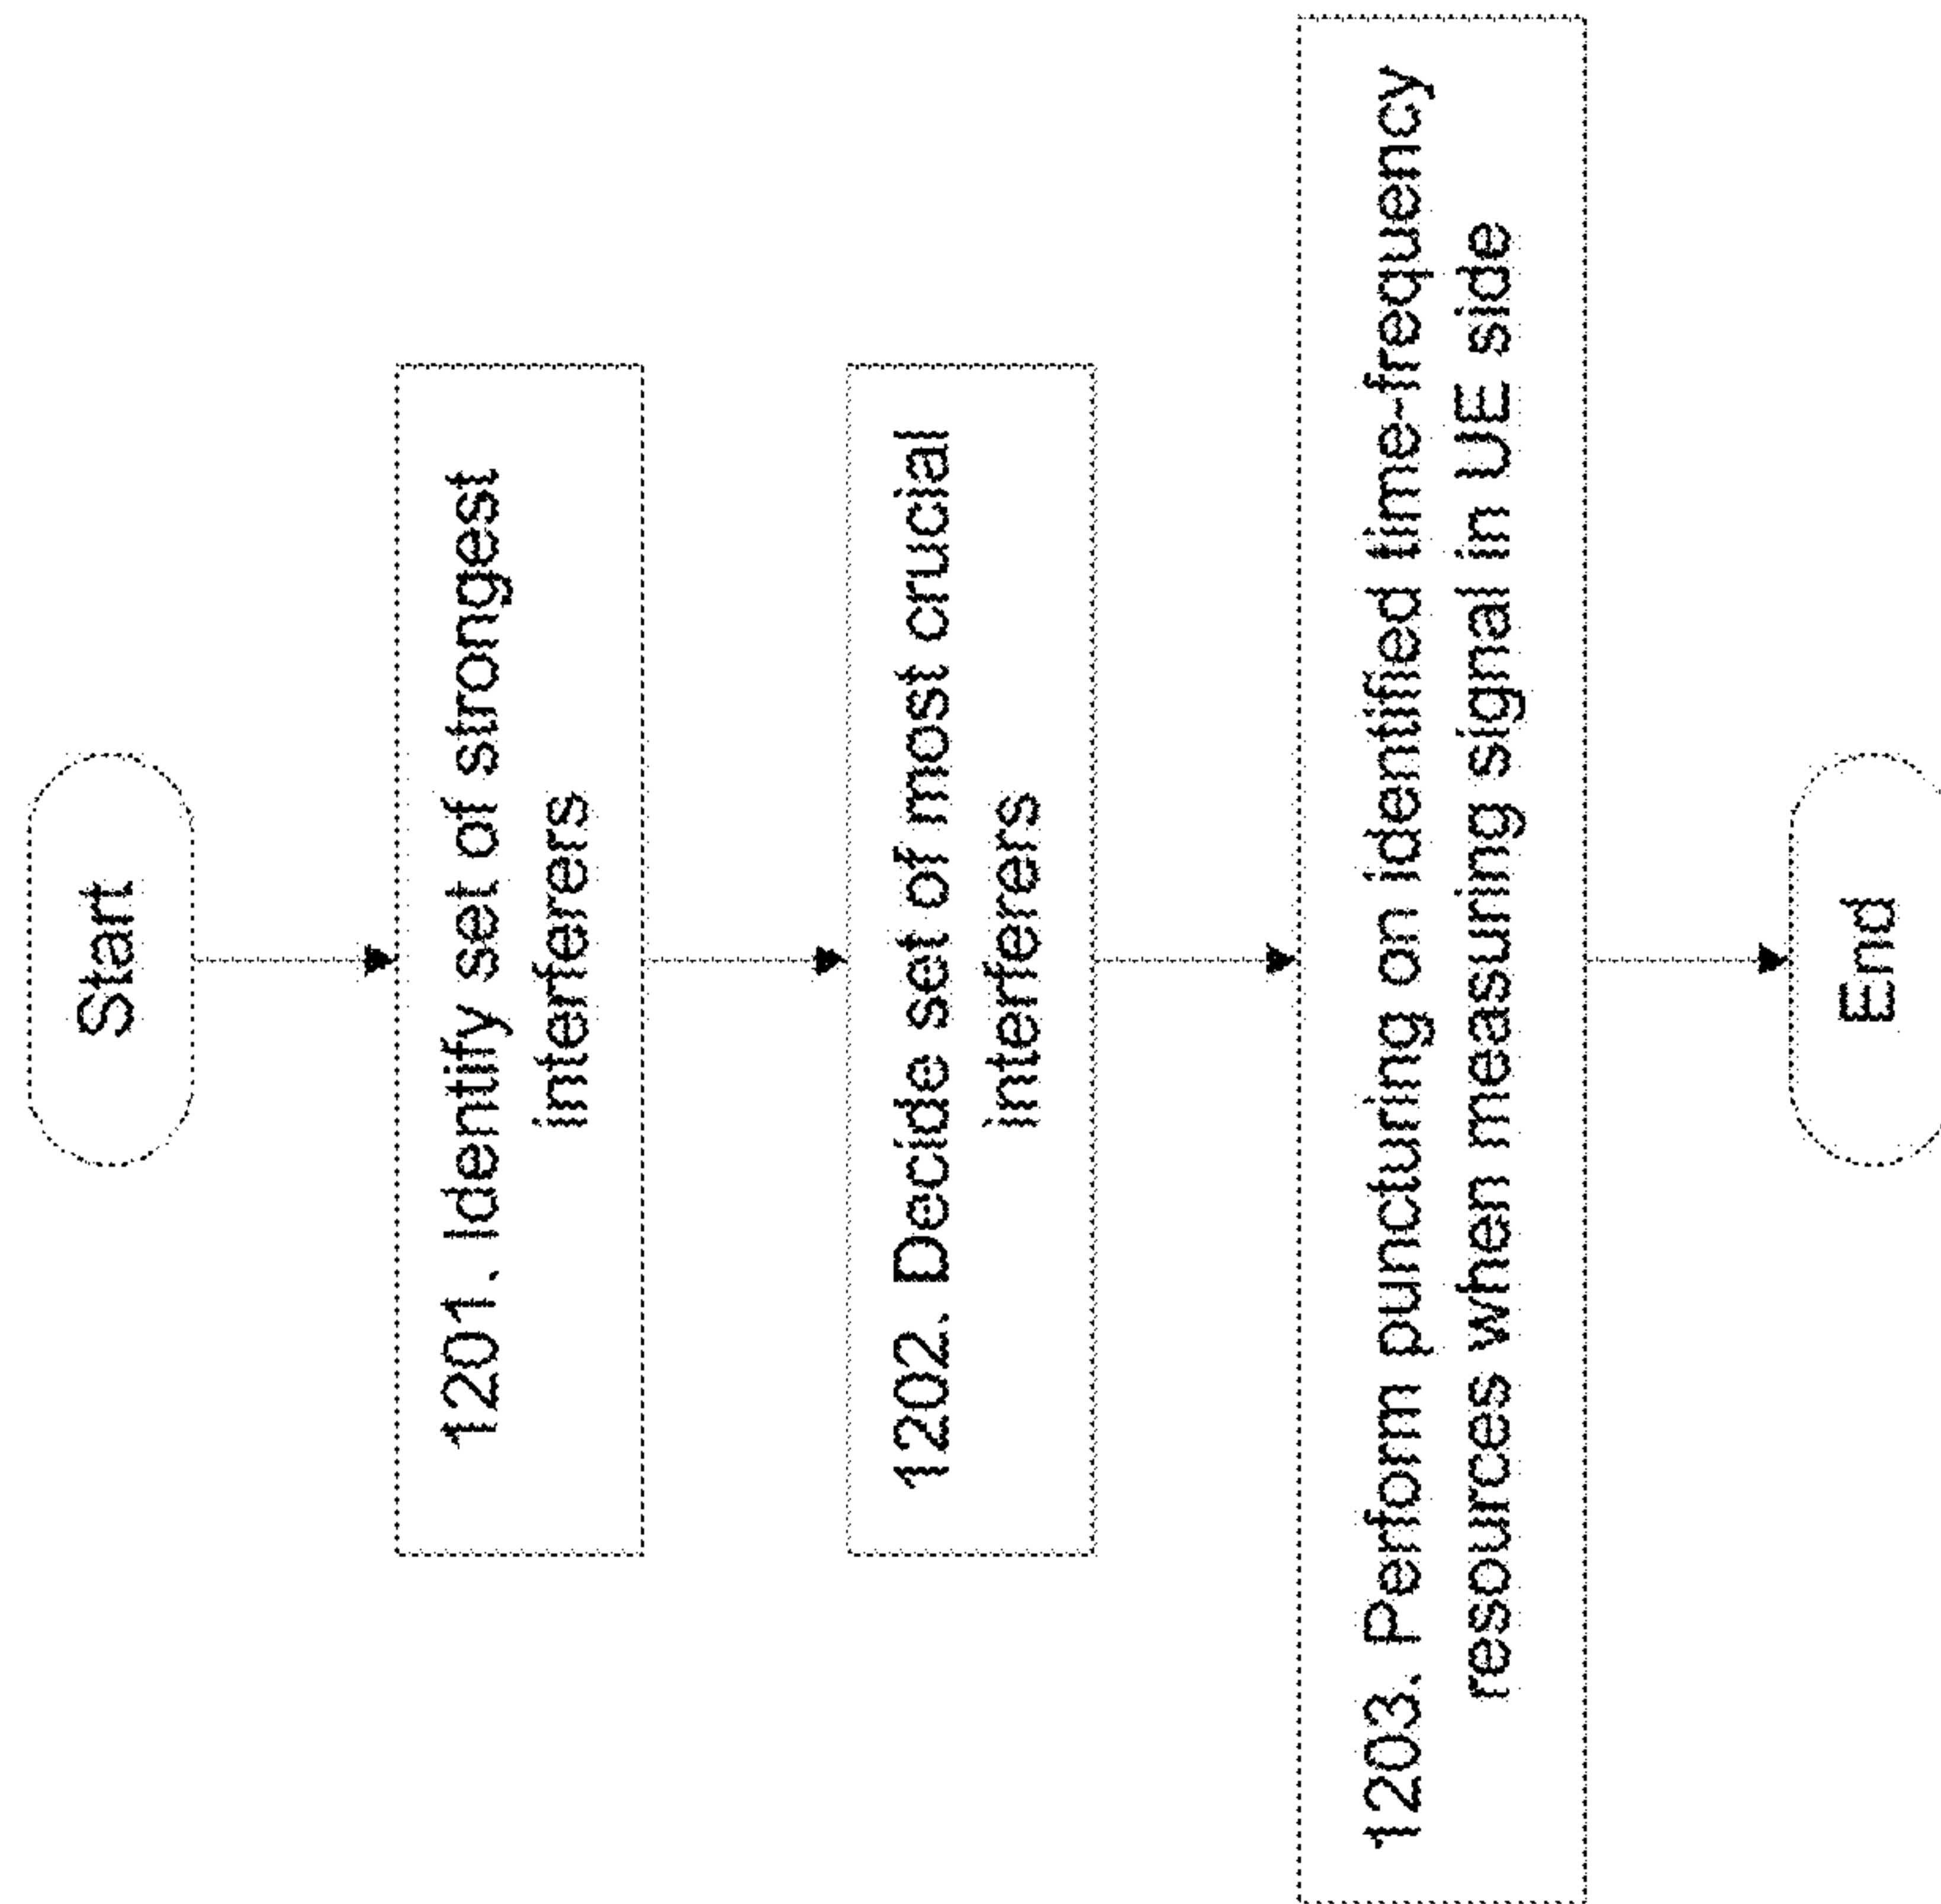 Start
1201. Identify set of strongest
interferers
1202. Decide set of most crucial
interferers
1203. Perform puncturing on identified time-frequency
resources when measuring signal in UE side
End